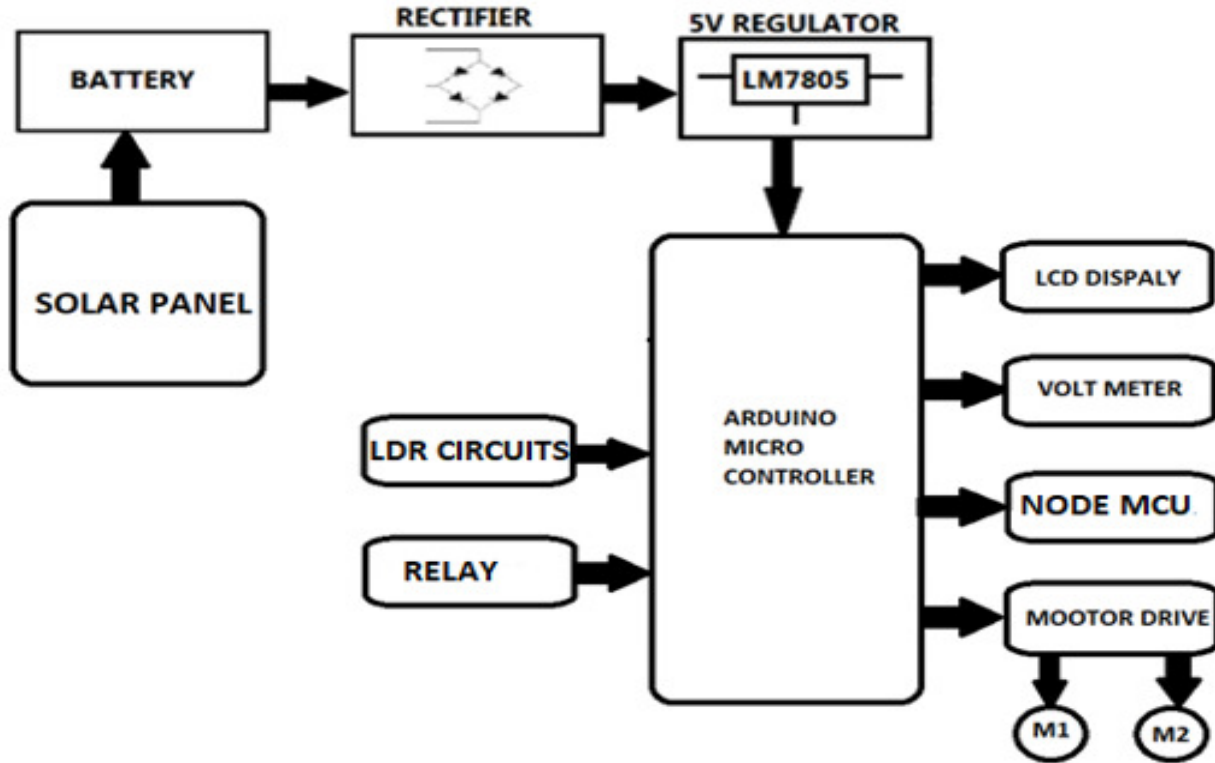 RECTIFIER
5V REGULATOR
BATTERY
LM7805
SOLAR PANEL
LCD DISPALY
VOLT METER
ARDUINO
MICRO
CONTROLLER
LDR CIRCUITS
NODE MCU
RELAY
MOOTOR DRIVE
M1
M2